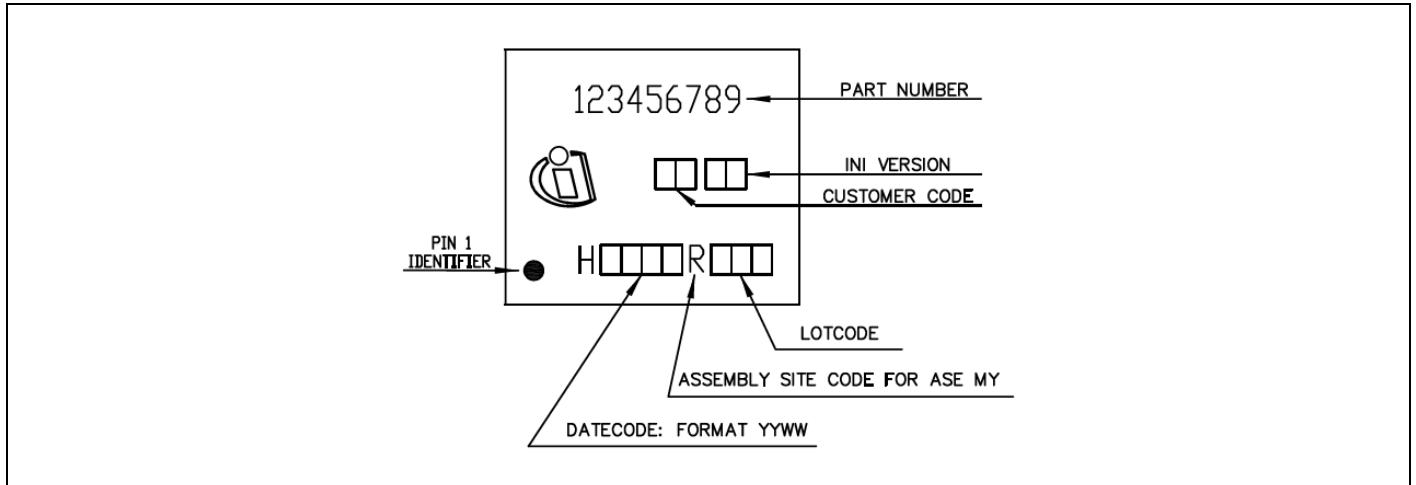 123456789
PART NUMBER
INI VERSION
CUSTOMER CODE
PIN 1
IDENTIFIER
H R
LOTCODE
ASSEMBLY SITE CODE FOR ASE MY
DATECODE: FORMAT YYWW